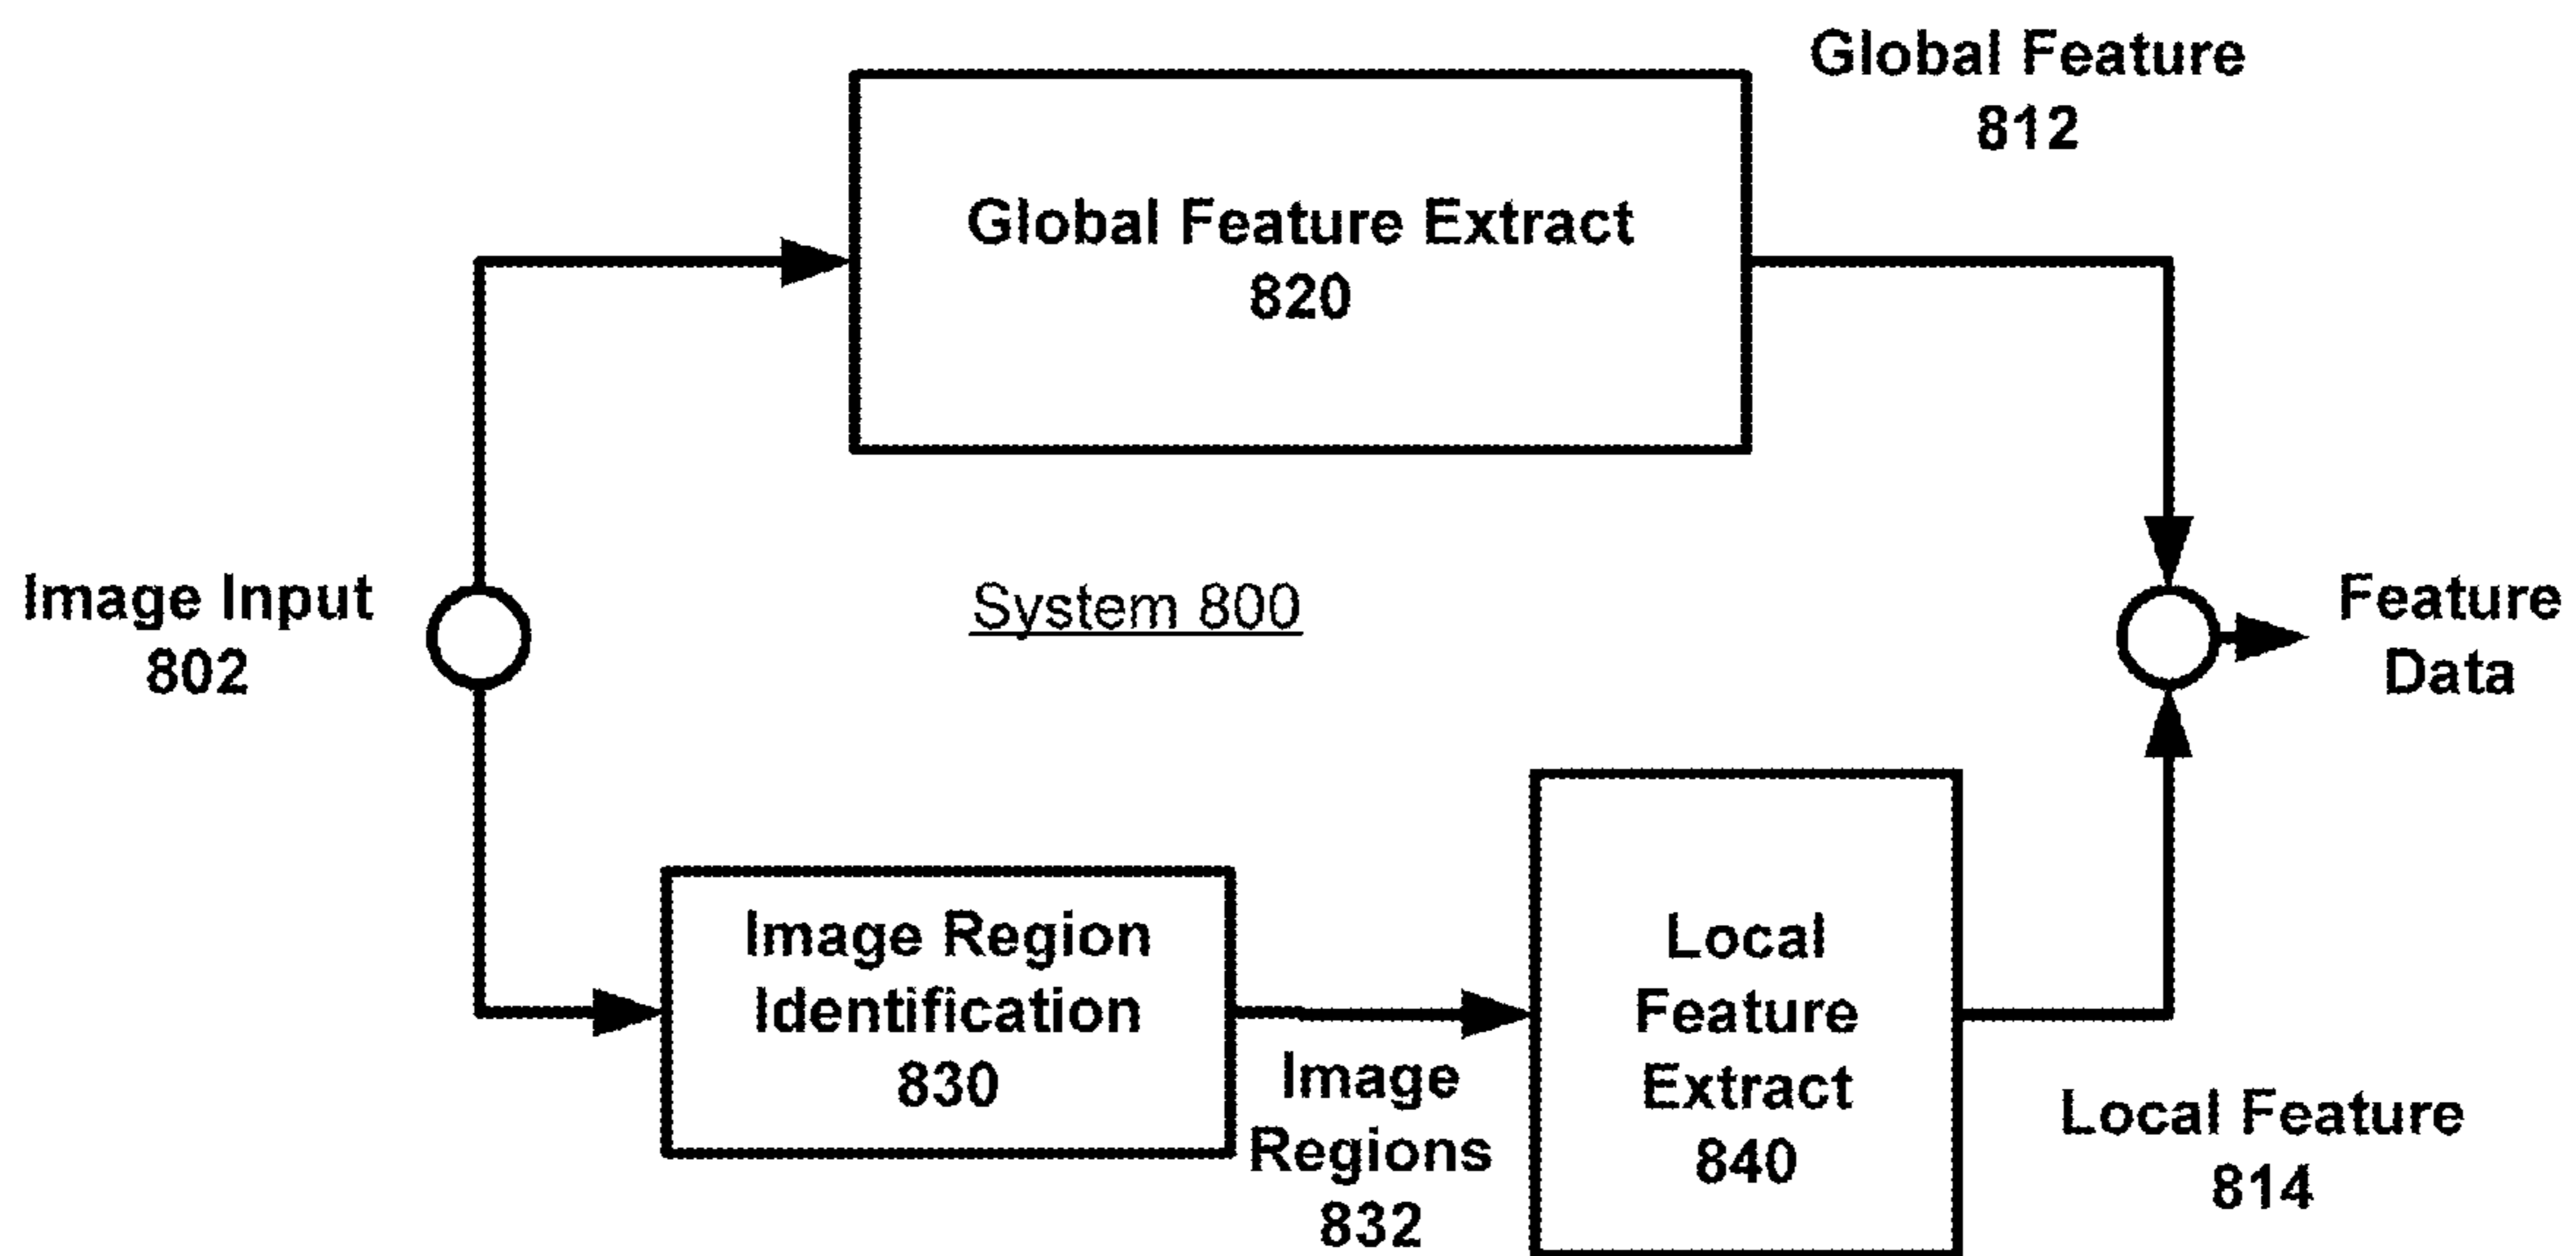 Global Feature
812
Global Feature Extract
820
Image Input
802
System 800
Feature
Data
Image Region
Identification
830
Image
Regions
832
Local
Feature
Extract
840
Local Feature
814